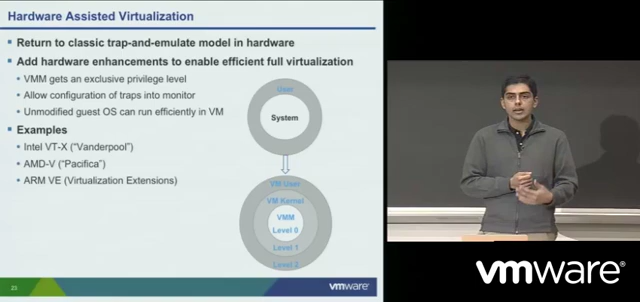 Hardware Assisted Virtualization
Return to classic trap-and-emulate model in hardware
Add hardware enhancements to enable efficient full virtualization
VMM gets an exclusive privilege level
Allow configuration of traps into monitor
Unmodified guest OS can run efficiently in VM
Examples
Intel VT-X ("Vanderpool")
AMD-V ("Pacifica")
ARM VE (Virtualization Extensions)
User
System
VM User
VM Kernel
VMM
Level 0
Level 1
Level 2
23
vmware
vmware